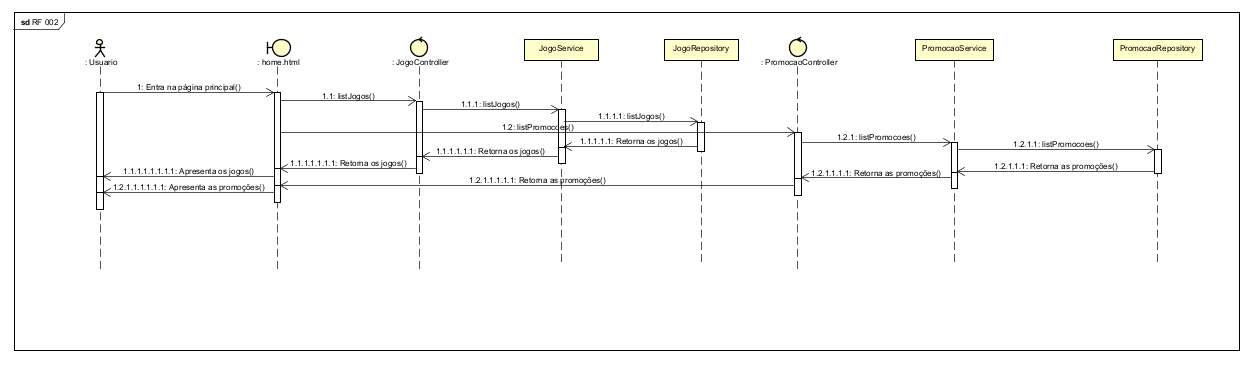 sd RF 002
: Usuario
: home.html
: JogoController
JogoService
JogoRepository
: PromocaoController
PromocaoService
PromocaoRepository
1: Entra na página principal()
1.1: listJogos()
1.1.1: listJogos()
1.1.1.1: listJogos()
1.2: listPromocoes()
1.2.1: listPromocoes()
1.1.1.1.1: Retorna os jogos()
1.2.1.1: listPromocoes()
1.1.1.1.1.1: Retorna os jogos()
1.1.1.1.1.1.1: Retorna os jogos()
1.2.1.1.1: Retorna as promoções()
1.1.1.1.1.1.1.1: Apresenta os jogos()
1.2.1.1.1.1: Retorna as promoções()
1.2.1.1.1.1.1: Retorna as promoções()
1.2.1.1.1.1.1.1: Apresenta as promoções()